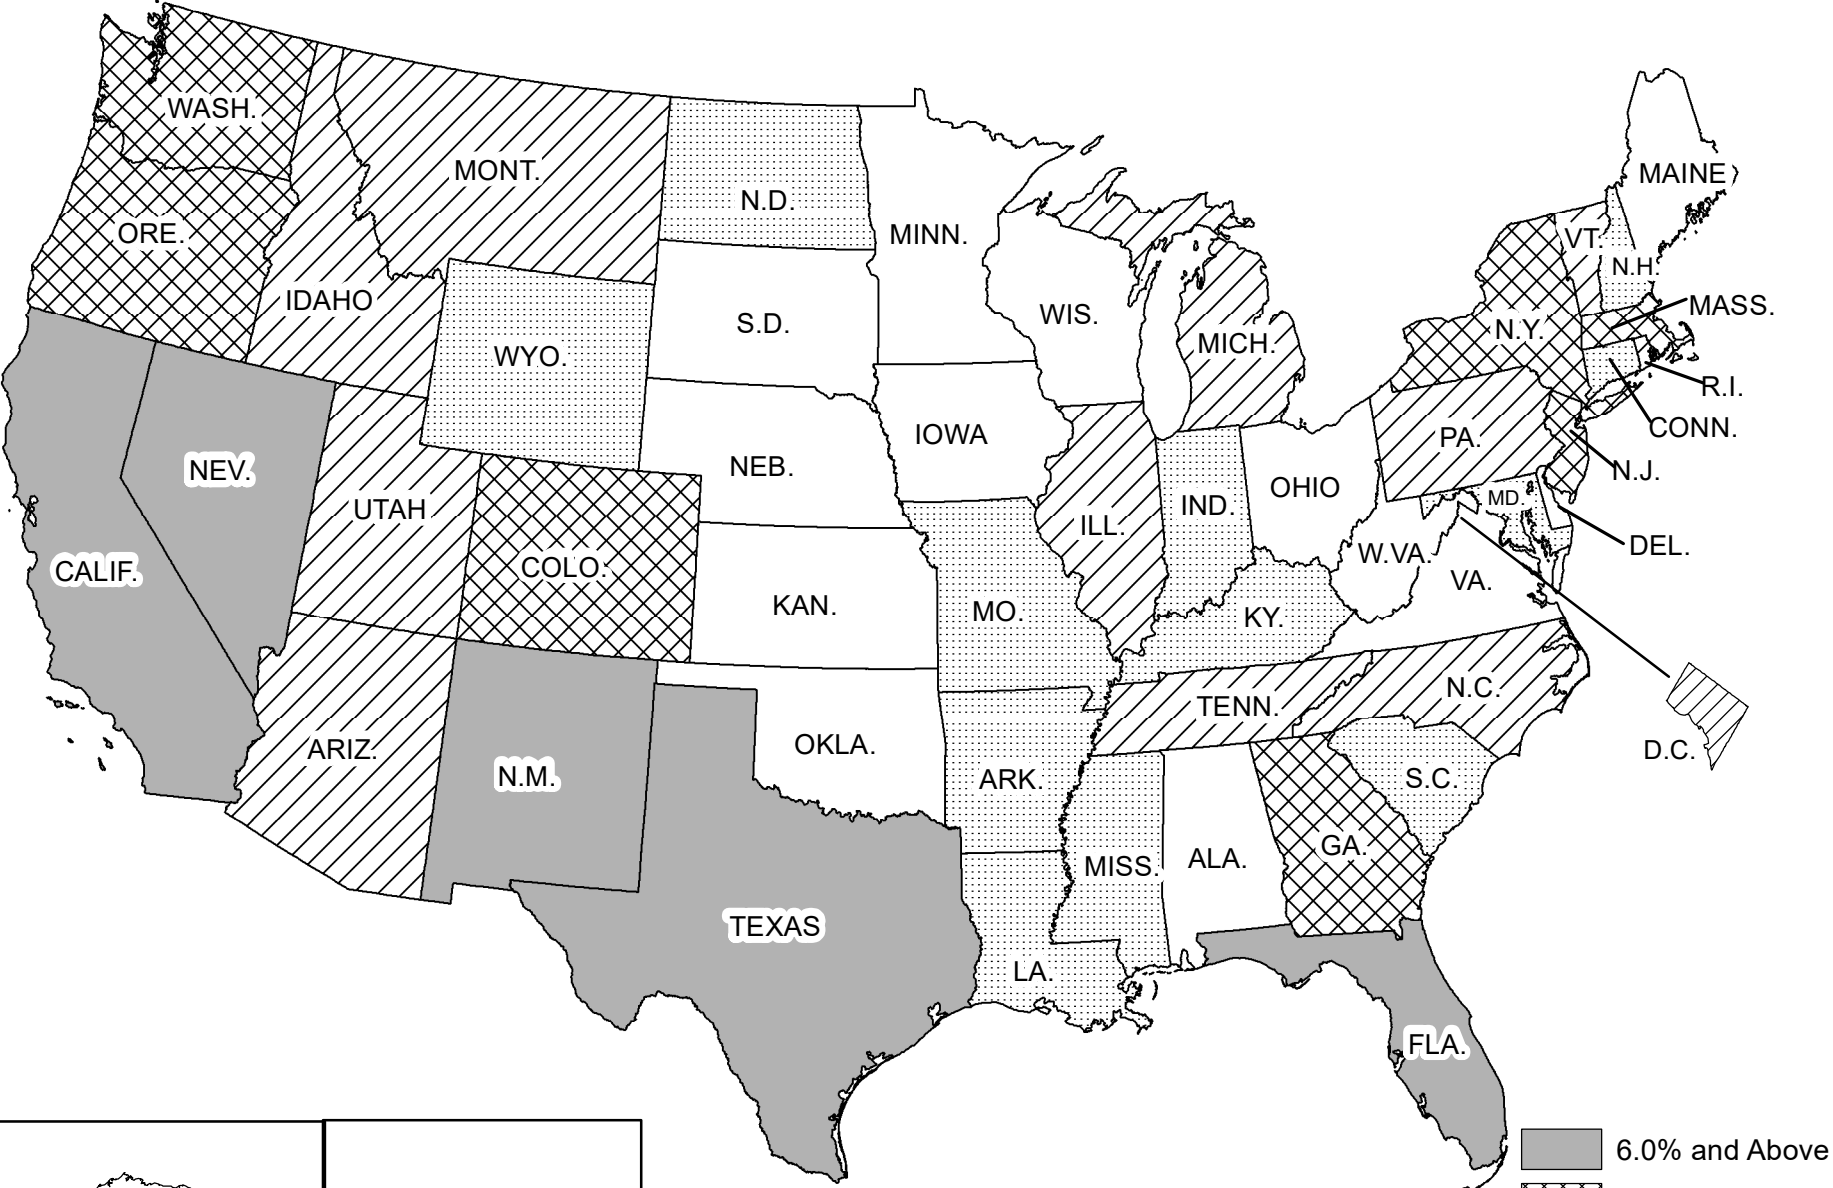 WASH.
MONT.
N.D.
MINN.
MAINE
ORE.
VT.
N.H.
IDAHO
S.D.
WIS.
MICH.
N.Y.
MASS.
WYO.
R.I.
CONN.
NEV.
NEB.
IOWA
PA.
N.J.
UTAH
ILL.
IND.
OHIO
MD.
CALIF.
COLO.
KAN.
MO.
KY.
W.VA.
VA.
DEL.
ARIZ.
N.M.
OKLA.
ARK.
TENN.
N.C.
D.C.
S.C.
TEXAS
LA.
MISS.
ALA.
GA.
FLA.
6.0% and Above